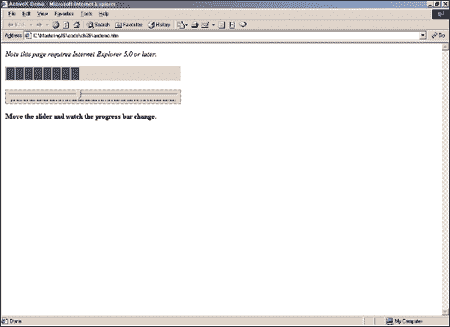 ActiveX Demo - Microsoft Internet Explorer
File Edit View Favorites Tools Help
Search Favorites History
Address Go
Note this page requires Internet Explorer 5.0 or later.
Move the slider and watch the progress bar change.
Done My Computer